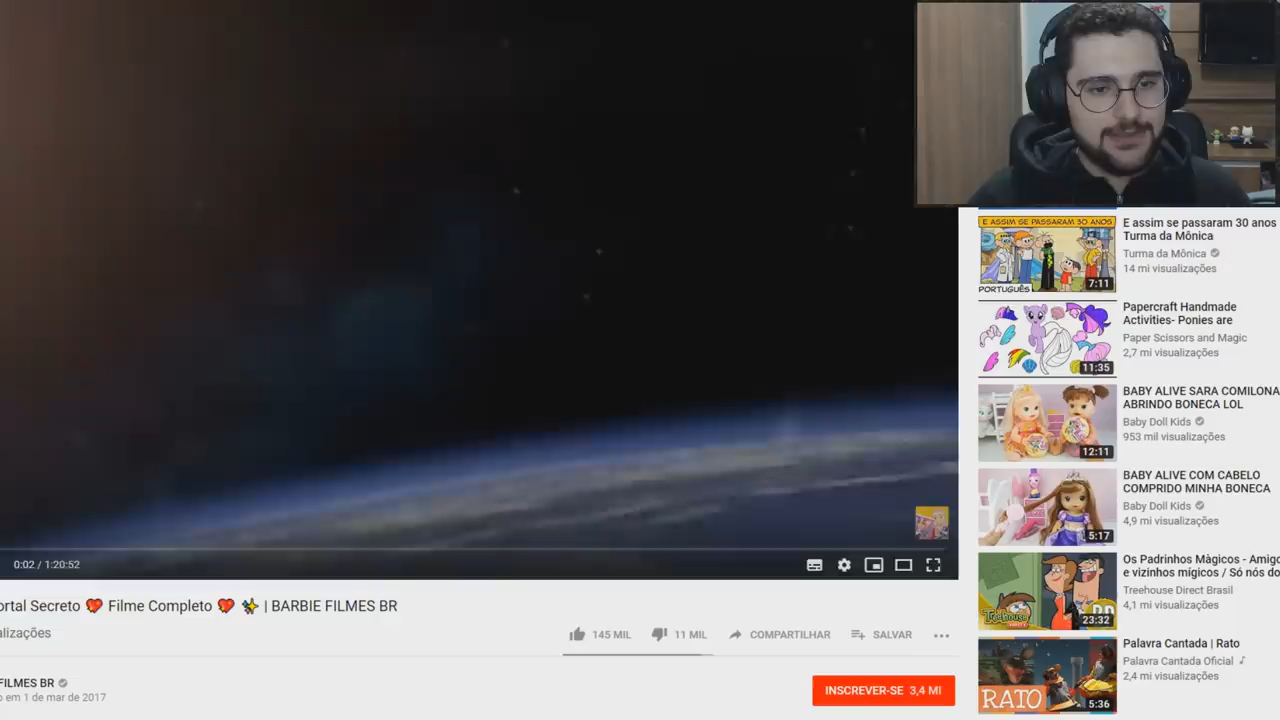 E ASSIM SE PASSARAM 30 ANOS
PORTUGUÊS
7:11
E assim se passaram 30 anos
Turma da Mônica
Turma da Mônica
14 mi visualizações
11:35
Papercraft Handmade
Activities- Ponies are
Paper Scissors and Magic
2,7 mi visualizações
12:11
BABY ALIVE SARA COMILONA
ABRINDO BONECA LOL
Baby Doll Kids
953 mil visualizações
5:17
BABY ALIVE COM CABELO
COMPRIDO MINHA BONECA
Baby Doll Kids
4,9 mi visualizações
Treehouse
23:32
Os Padrinhos Màgicos - Amigo
e vizinhos mígicos / Só nós do
Treehouse Direct Brasil
4,1 mi visualizações
RATO
5:36
Palavra Cantada | Rato
Palavra Cantada Oficial
2,4 mi visualizações
0:02 / 1:20:52
ortal Secreto ❤️ Filme Completo ❤️ ✨ | BARBIE FILMES BR
alizações
145 MIL
11 MIL
COMPARTILHAR
SALVAR
FILMES BR
o em 1 de mar de 2017
INSCREVER-SE 3,4 MI